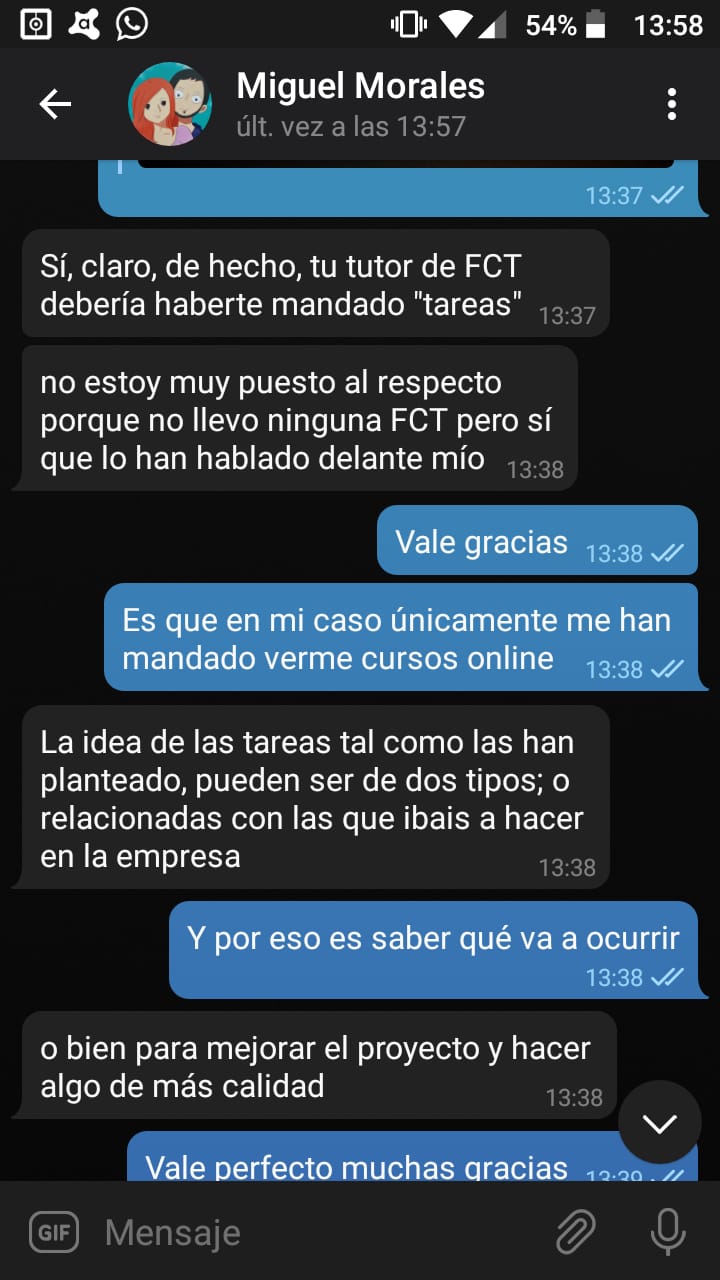 54% 13:58
Miguel Morales
últ. vez a las 13:57
13:37
Sí, claro, de hecho, tu tutor de FCT
debería haberte mandado "tareas" 13:37
no estoy muy puesto al respecto
porque no llevo ninguna FCT pero sí
que lo han hablado delante mío 13:38
Vale gracias 13:38
Es que en mi caso únicamente me han
mandado verme cursos online 13:38
La idea de las tareas tal como las han
planteado, pueden ser de dos tipos; o
relacionadas con las que ibais a hacer
en la empresa 13:38
Y por eso es saber qué va a ocurrir
13:38
o bien para mejorar el proyecto y hacer
algo de más calidad 13:38
Vale perfecto muchas gracias 13:39
GIF Mensaje